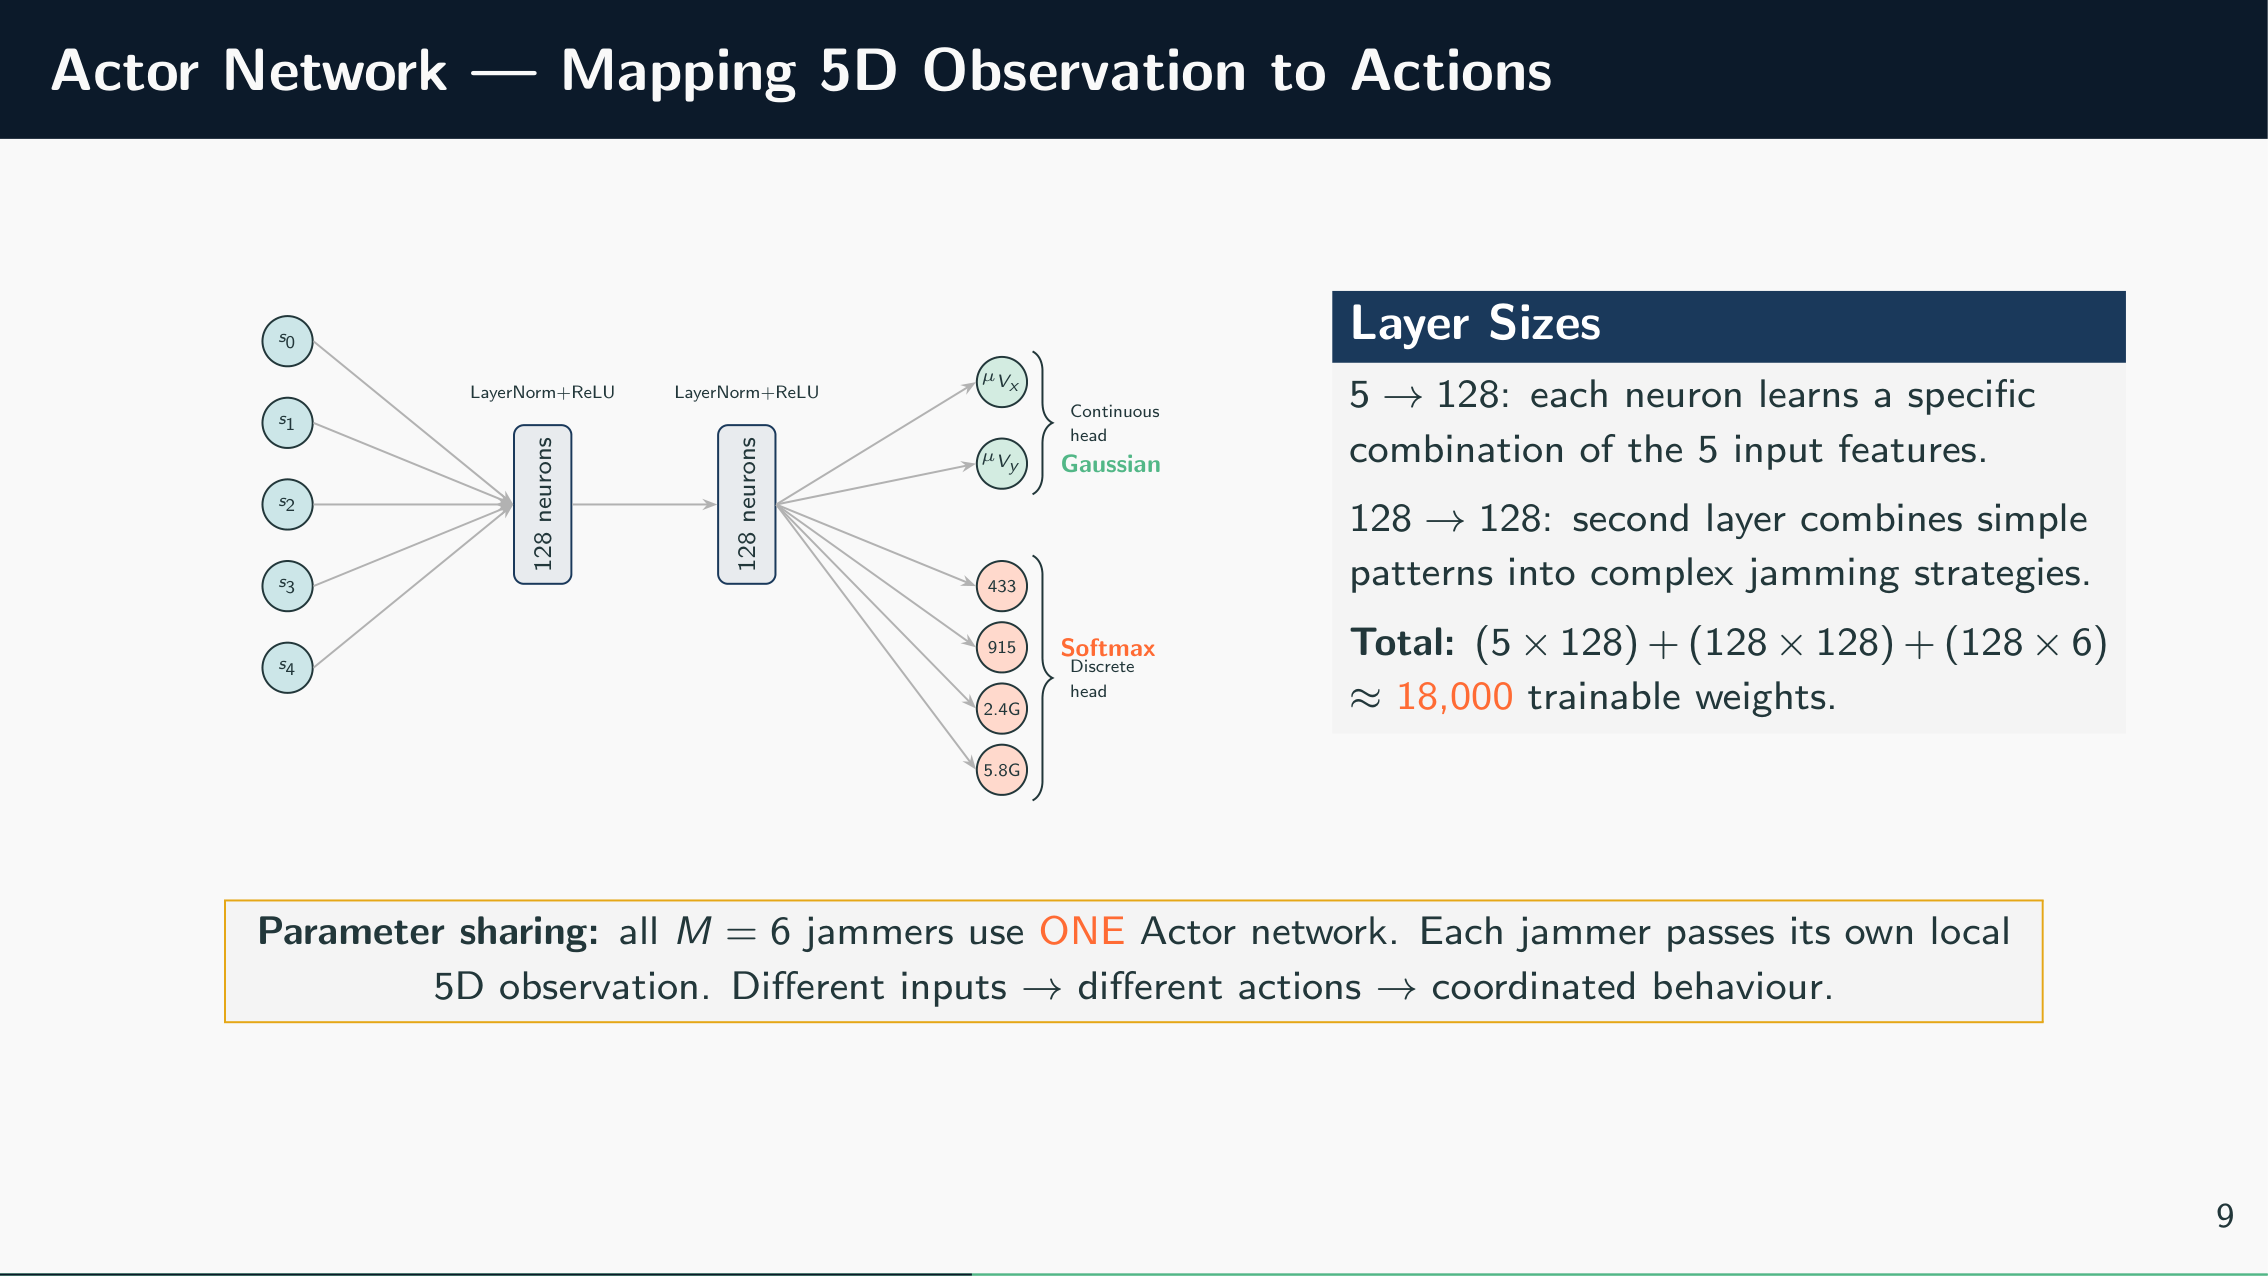 Actor Network — Mapping 5D Observation to Actions
s0
s1
s2
s3
s4
LayerNorm+ReLU
128 neurons
LayerNorm+ReLU
128 neurons
μVx
μVy
Continuous
head
Gaussian
433
915
2.4G
5.8G
Softmax
Discrete
head
Layer Sizes
5 → 128: each neuron learns a specific
combination of the 5 input features.
128 → 128: second layer combines simple
patterns into complex jamming strategies.
Total: (5 × 128) + (128 × 128) + (128 × 6)
≈ 18,000 trainable weights.
Parameter sharing: all M = 6 jammers use ONE Actor network. Each jammer passes its own local
5D observation. Different inputs → different actions → coordinated behaviour.
9